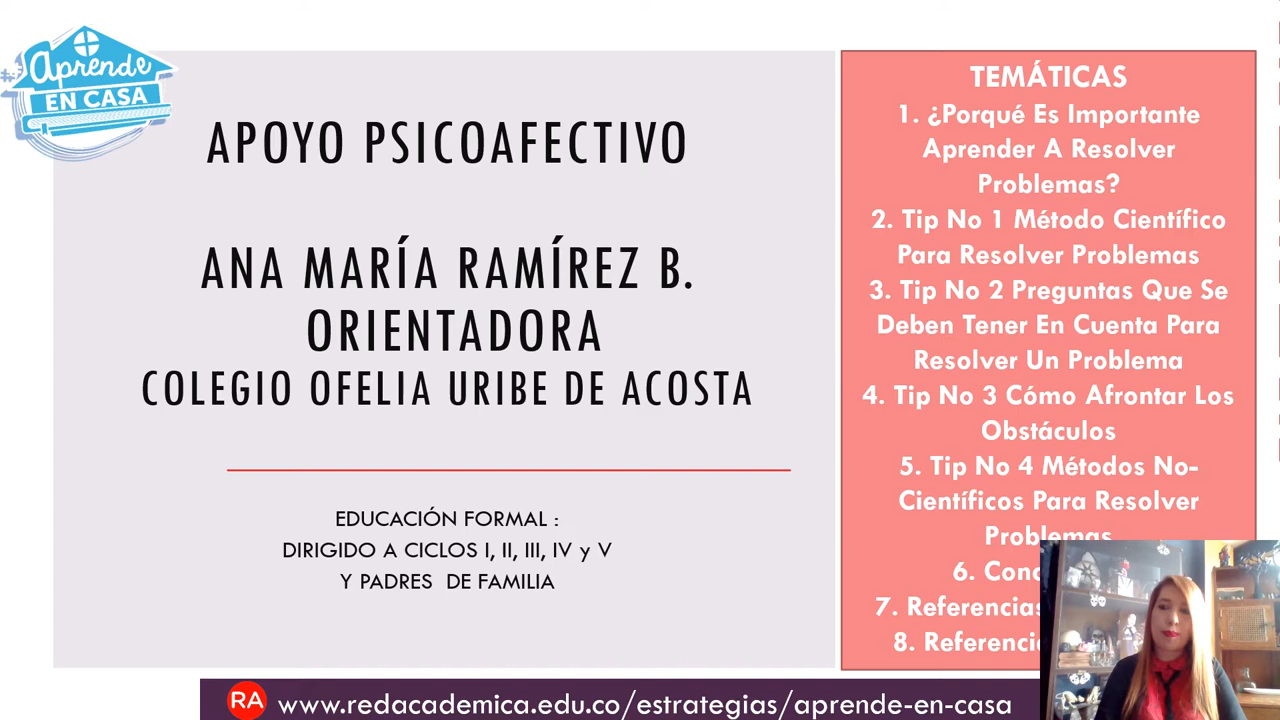 #Aprende
EN CASA
APOYO PSICOAFECTIVO
ANA MARÍA RAMÍREZ B.
ORIENTADORA
COLEGIO OFELIA URIBE DE ACOSTA
EDUCACIÓN FORMAL :
DIRIGIDO A CICLOS I, II, III, IV y V
Y PADRES DE FAMILIA
TEMÁTICAS
1. ¿Porqué Es Importante
Aprender A Resolver
Problemas?
2. Tip No 1 Método Científico
Para Resolver Problemas
3. Tip No 2 Preguntas Que Se
Deben Tener En Cuenta Para
Resolver Un Problema
4. Tip No 3 Cómo Afrontar Los
Obstáculos
5. Tip No 4 Métodos No-
Científicos Para Resolver
Problemas
6.
7. Referencias
8.
RA www.redacademica.edu.co/estrategias/aprende-en-casa